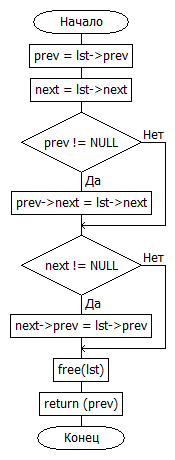 Начало
prev = lst->prev
next = lst->next
prev != NULL
Нет
Да
prev->next = lst->next
next != NULL
Нет
Да
next->prev = lst->prev
free(lst)
return (prev)
Конец